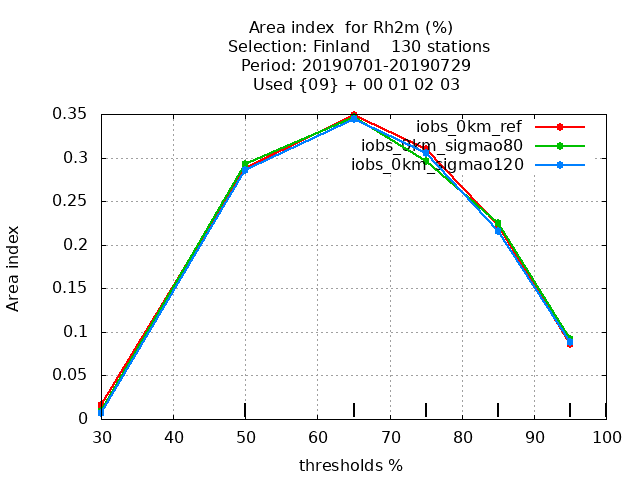 Area index  for Rh2m (%)
Selection: Finland    130 stations
Period: 20190701-20190729
Used {09} + 00 01 02 03
0.35
0.3
0.25
0.2
0.15
0.1
0.05
0
Area index
iobs_0km_ref
iobs_0km_sigmao80
iobs_0km_sigmao120
30 40 50 60 70 80 90 100
thresholds %